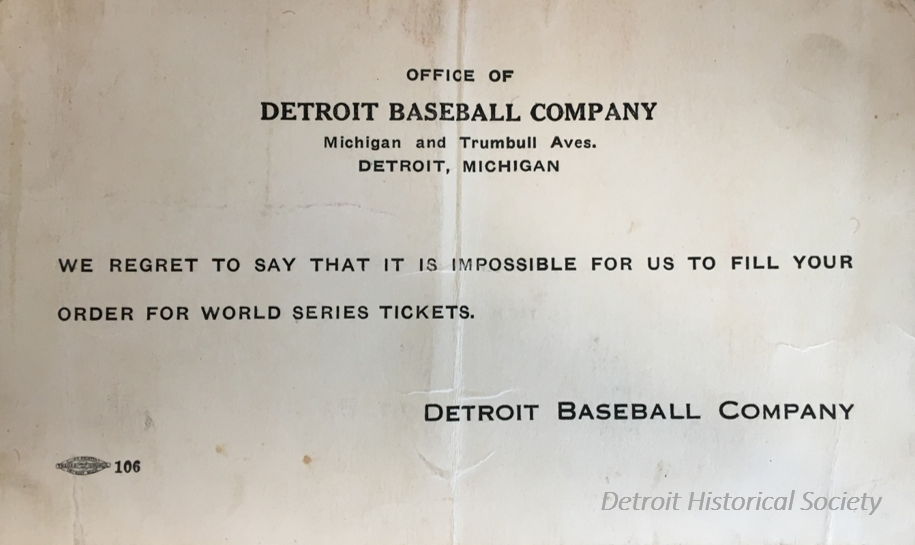 OFFICE OF
DETROIT BASEBALL COMPANY
Michigan and Trumbull Aves.
DETROIT, MICHIGAN
WE REGRET TO SAY THAT IT IS IMPOSSIBLE FOR US TO FILL YOUR
ORDER FOR WORLD SERIES TICKETS.
DETROIT BASEBALL COMPANY
106
Detroit Historical Society